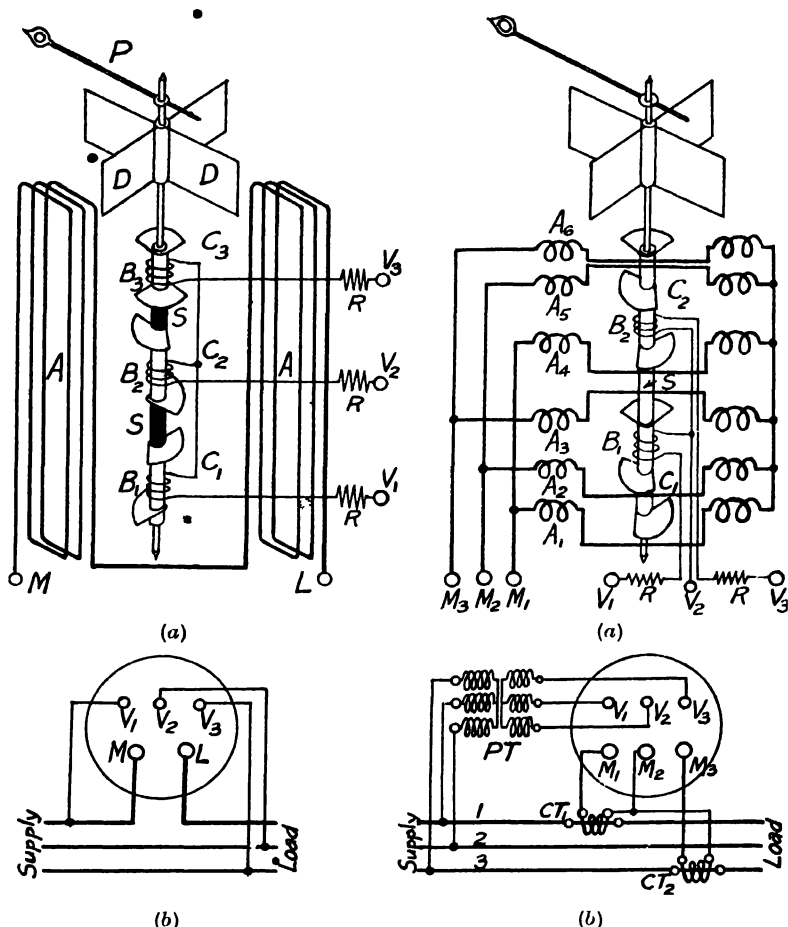 P
D D
C3
B3
V3
R
S
C2
B2
V2
R
A
A
S
C1
B1
V1
R
M
L
(a)
V1 V2 V3
M L
Supply
Load
(b)
A6
A5
C2
B2
A4
S
A3
B1
A2
C1
A1
M3 M2 M1
V1 R V2 R V3
(a)
PT
V1 V2 V3
M1 M2 M3
Supply
1
CT1
2
3
CT2
Load
(b)